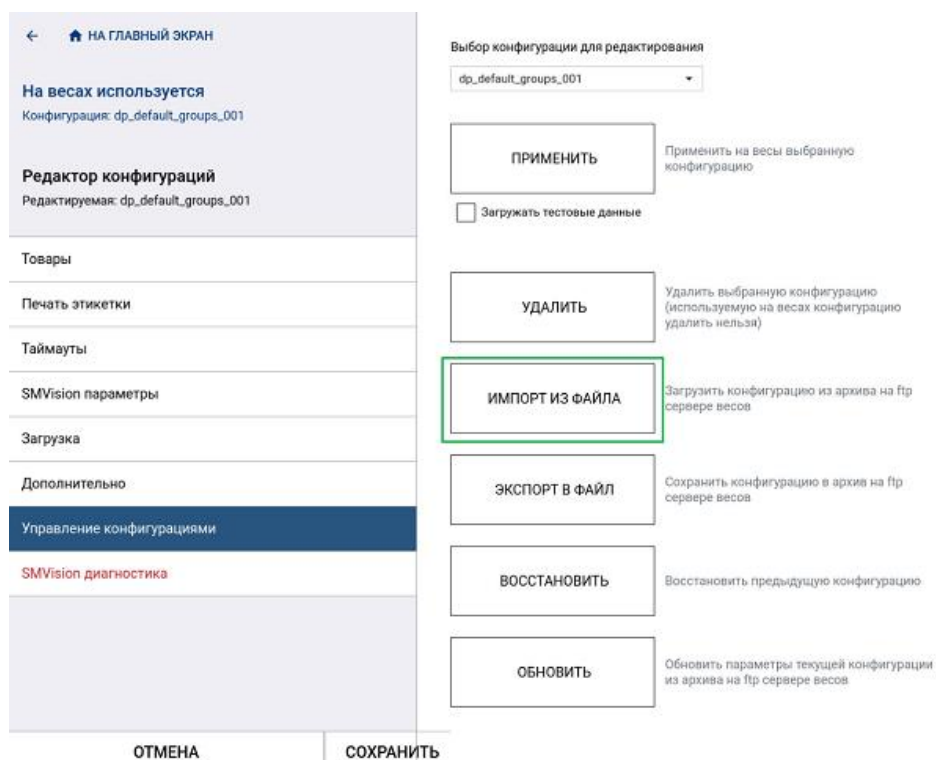 НА ГЛАВНЫЙ ЭКРАН
На весах используется
Конфигурация: dp_default_groups_001
Редактор конфигураций
Редактируемая: dp_default_groups_001
Товары
Печать этикетки
Таймауты
SMVision параметры
Загрузка
Дополнительно
Управление конфигурациями
SMVision диагностика
ОТМЕНА
СОХРАНИТЬ
Выбор конфигурации для редактирования
dp_default_groups_001
ПРИМЕНИТЬ
Применить на весы выбранную
конфигурацию
Загружать тестовые данные
УДАЛИТЬ
Удалить выбранную конфигурацию
(используемую на весах конфигурацию
удалить нельзя)
ИМПОРТ ИЗ ФАЙЛА
Загрузить конфигурацию из архива на ftp
сервере весов
ЭКСПОРТ В ФАЙЛ
Сохранить конфигурацию в архив на ftp
сервере весов
ВОССТАНОВИТЬ
Восстановить предыдущую конфигурацию
ОБНОВИТЬ
Обновить параметры текущей конфигурации
из архива на ftp сервере весов